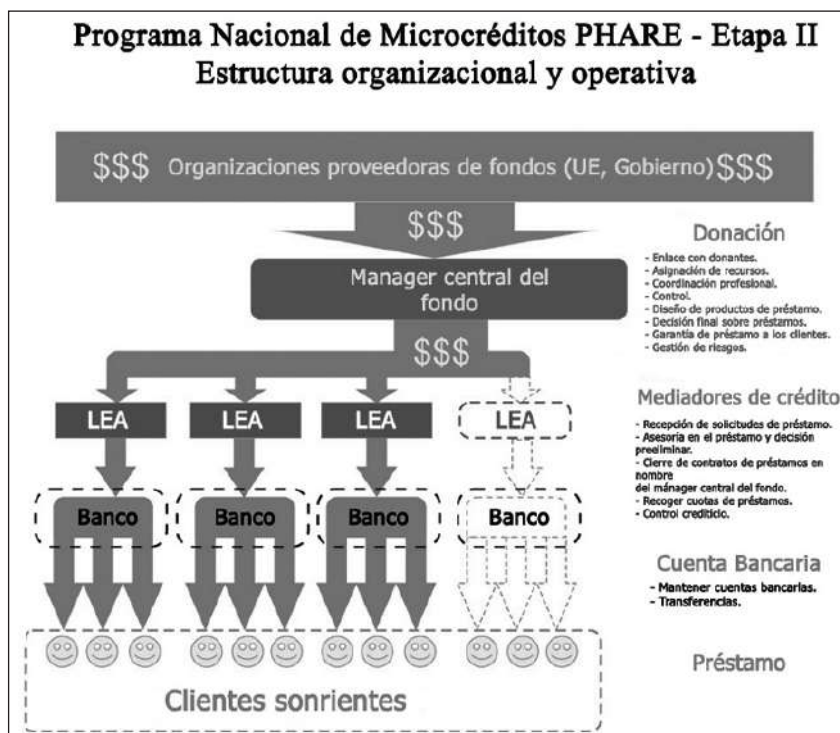 Programa Nacional de Microcréditos PHARE - Etapa II
Estructura organizacional y operativa
$$$ Organizaciones proveedoras de fondos (UE, Gobierno) $$$
$$$
Manager central del
fondo
Donación
- Enlace con donantes.
- Asignación de recursos.
- Coordinación profesional.
- Control.
- Diseño de productos de préstamo.
- Decisión final sobre préstamos.
- Garantía de préstamo a los clientes.
- Gestión de riesgos.
$$$
LEA LEA LEA LEA
Mediadores de crédito
- Recepción de solicitudes de préstamo.
- Asesoría en el préstamo y decisión
preeliminar.
- Cierre de contratos de préstamos en
nombre
del mánager central del fondo.
- Recoger cuotas de préstamos.
- Control crediticio.
Banco Banco Banco Banco
Cuenta Bancaria
- Mantener cuentas bancarias.
- Transferencias.
Préstamo
Clientes sonrientes